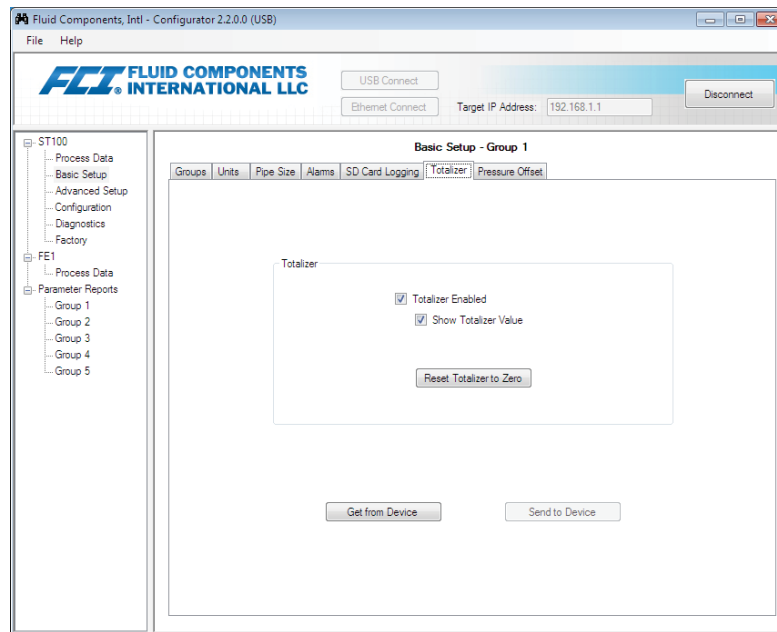 Fluid Components, Intl - Configurator 2.2.0.0 (USB)
File Help
FCI FLUID COMPONENTS
INTERNATIONAL LLC
USB Connect
Ethernet Connect
Target IP Address: 192.168.1.1
Disconnect
ST100
Process Data
Basic Setup
Advanced Setup
Configuration
Diagnostics
Factory
FE1
Process Data
Parameter Reports
Group 1
Group 2
Group 3
Group 4
Group 5
Basic Setup - Group 1
Groups Units Pipe Size Alarms SD Card Logging Totalizer Pressure Offset
Totalizer
Totalizer Enabled
Show Totalizer Value
Reset Totalizer to Zero
Get from Device Send to Device